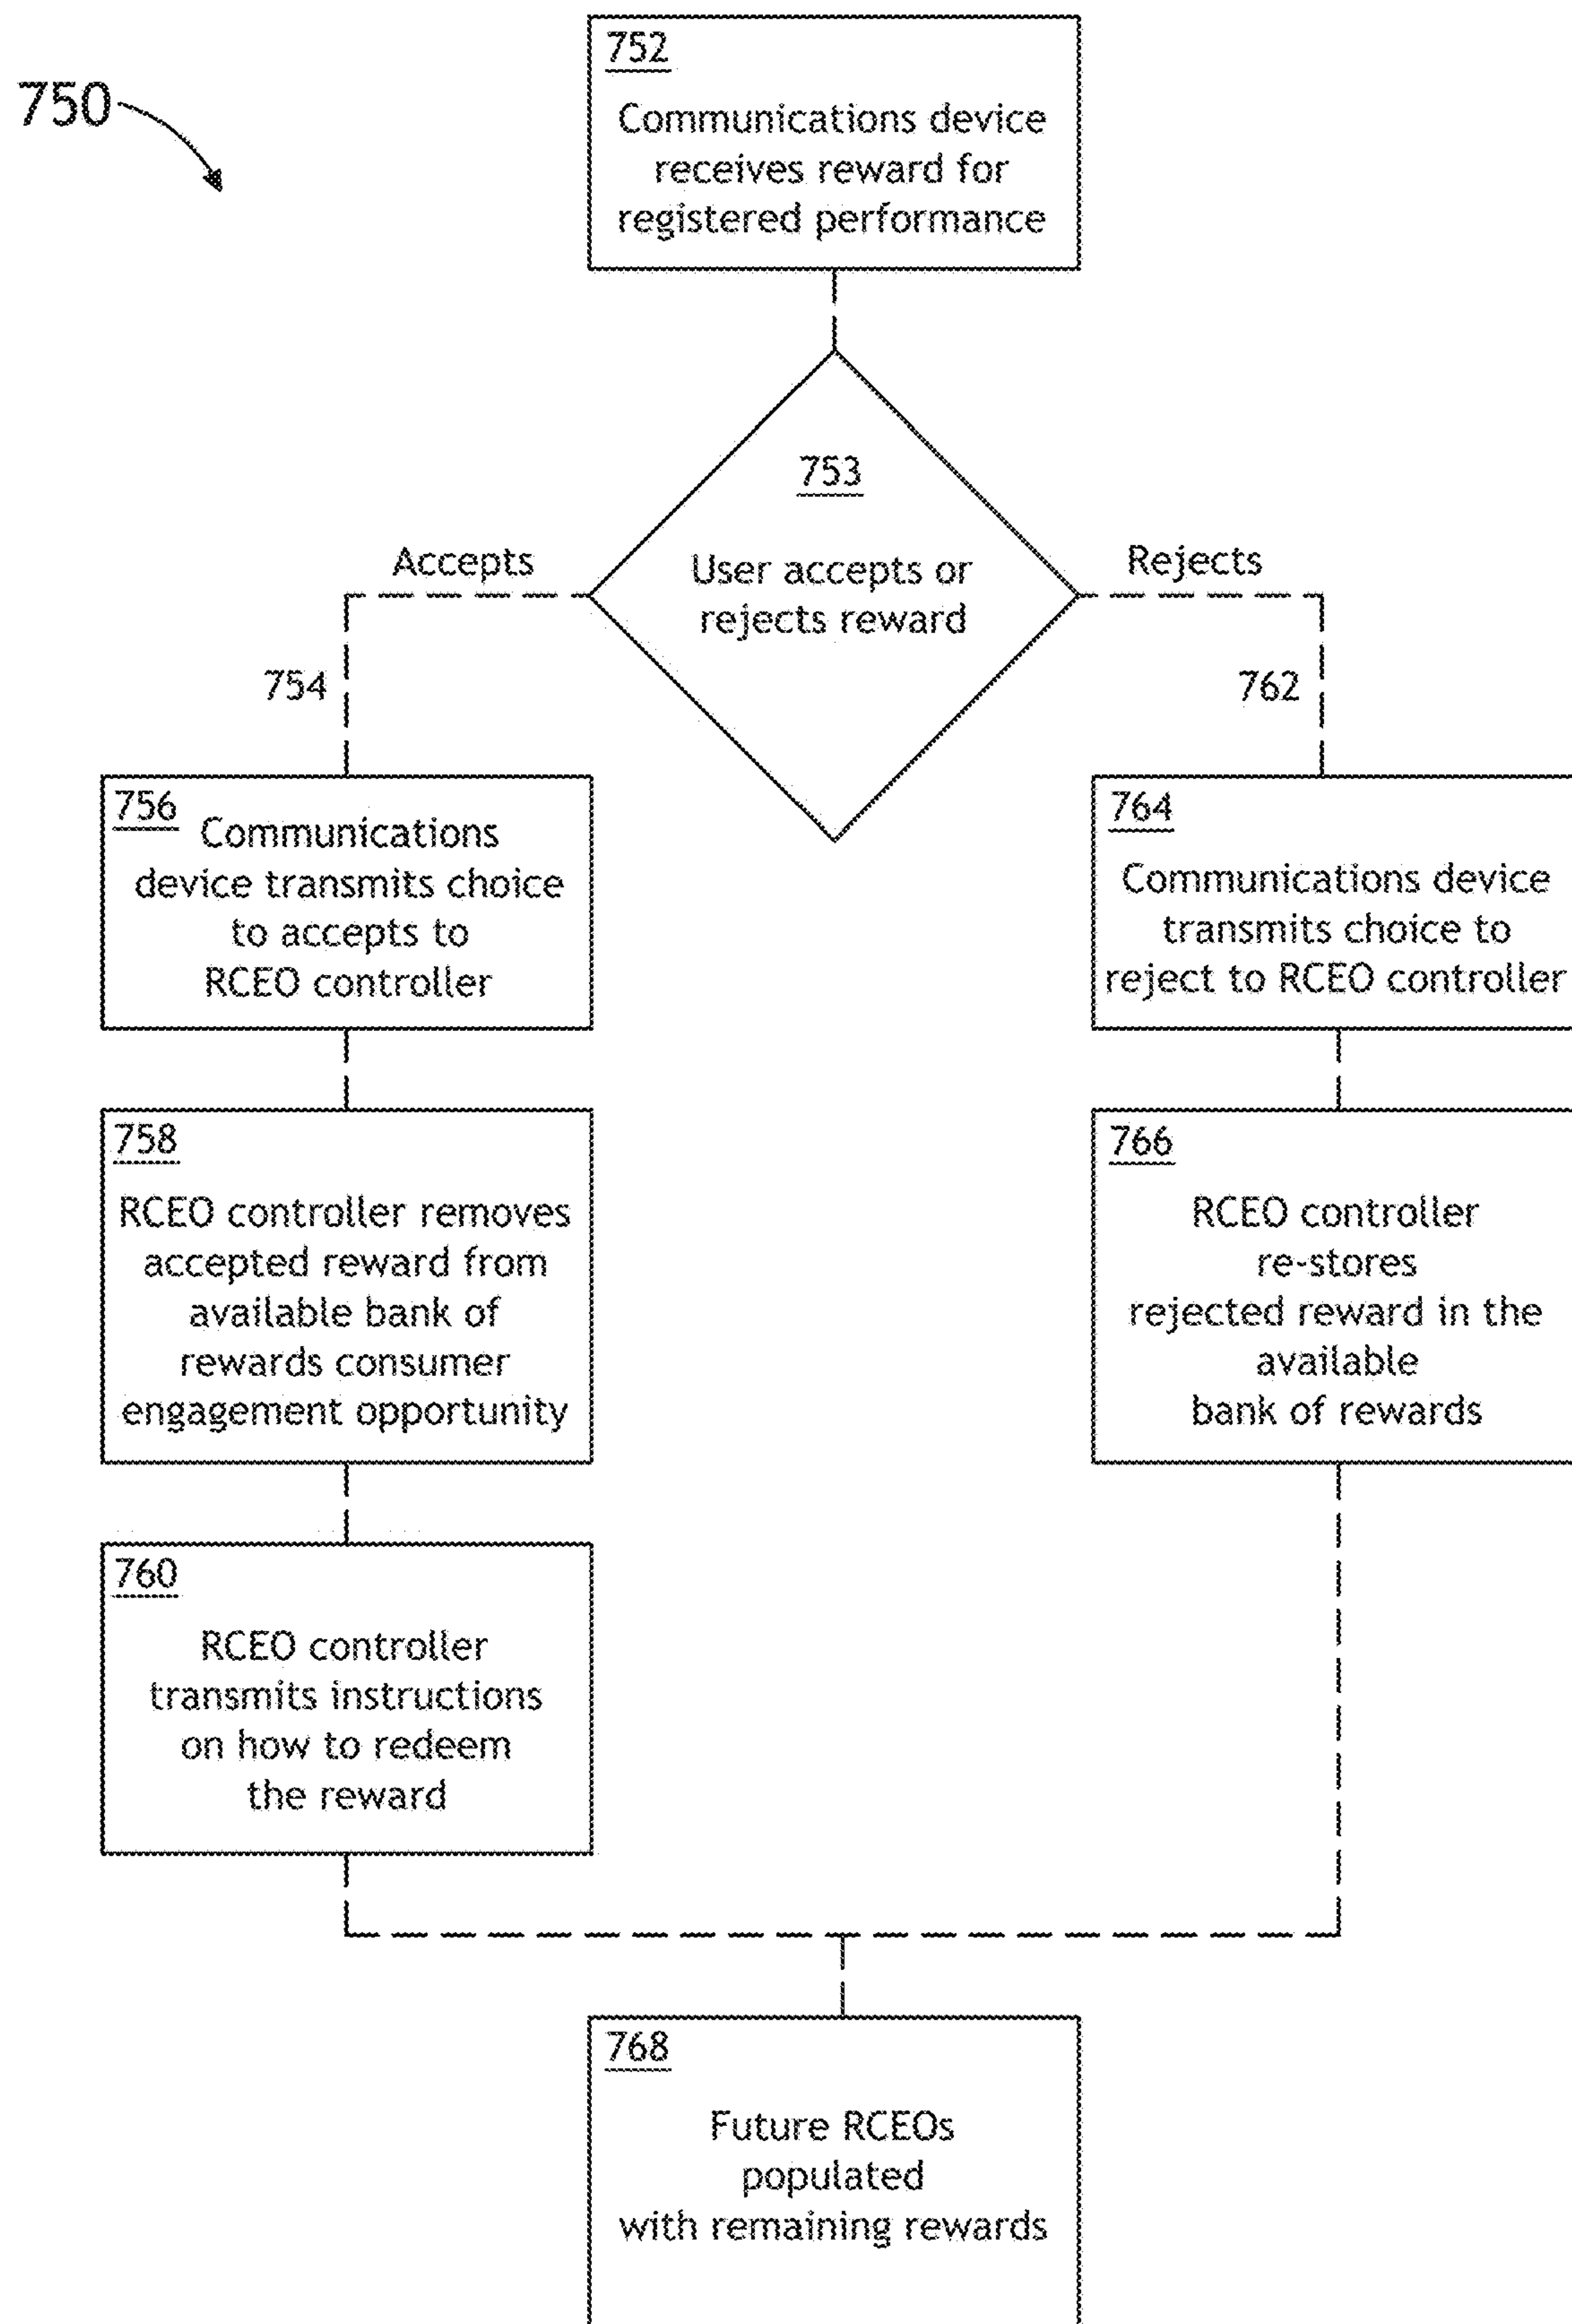 750
752
Communications device
receives reward for
registered performance
753
User accepts or
rejects reward
Accepts
Rejects
754
762
756
Communications
device transmits choice
to accepts to
RCEO controller
764
Communications device
transmits choice to
reject to RCEO controller
758
RCEO controller removes
accepted reward from
available bank of
rewards consumer
engagement opportunity
766
RCEO controller
re-stores
rejected reward in the
available
bank of rewards
760
RCEO controller
transmits instructions
on how to redeem
the reward
768
Future RCEOs
populated
with remaining rewards